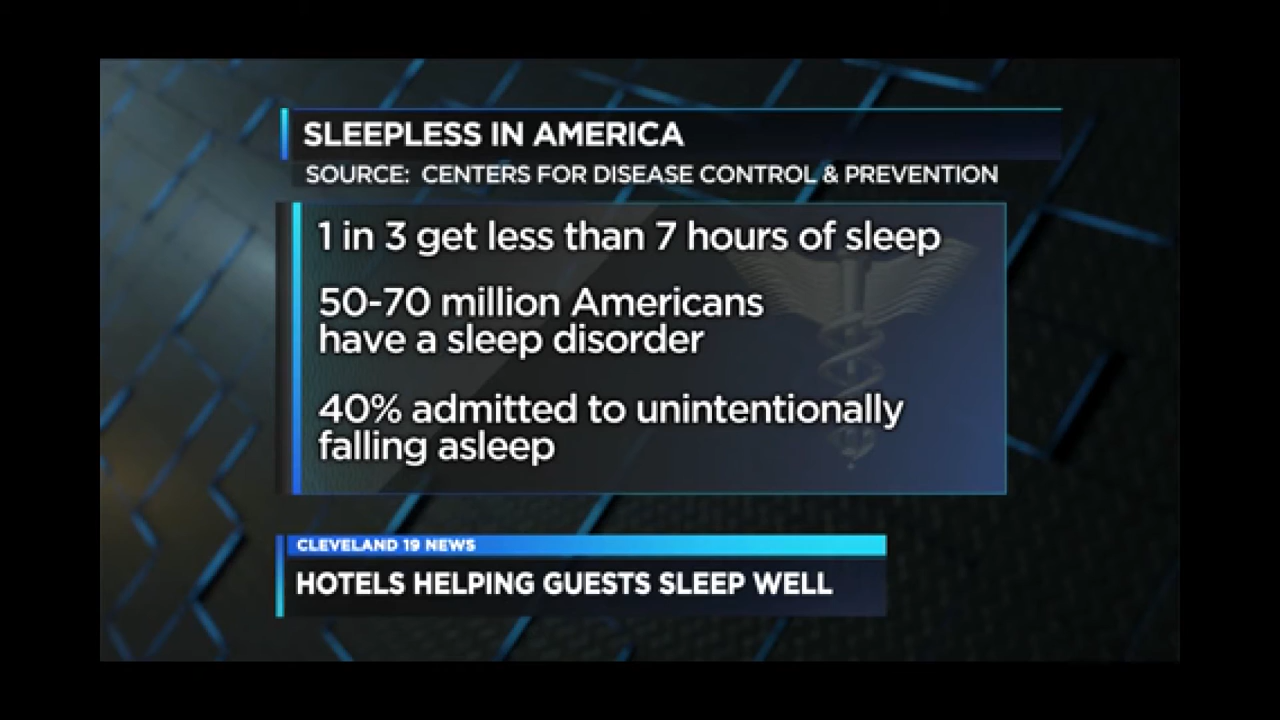 SLEEPLESS IN AMERICA
SOURCE: CENTERS FOR DISEASE CONTROL & PREVENTION
1 in 3 get less than 7 hours of sleep
50-70 million Americans
have a sleep disorder
40% admitted to unintentionally
falling asleep
CLEVELAND 19 NEWS
HOTELS HELPING GUESTS SLEEP WELL